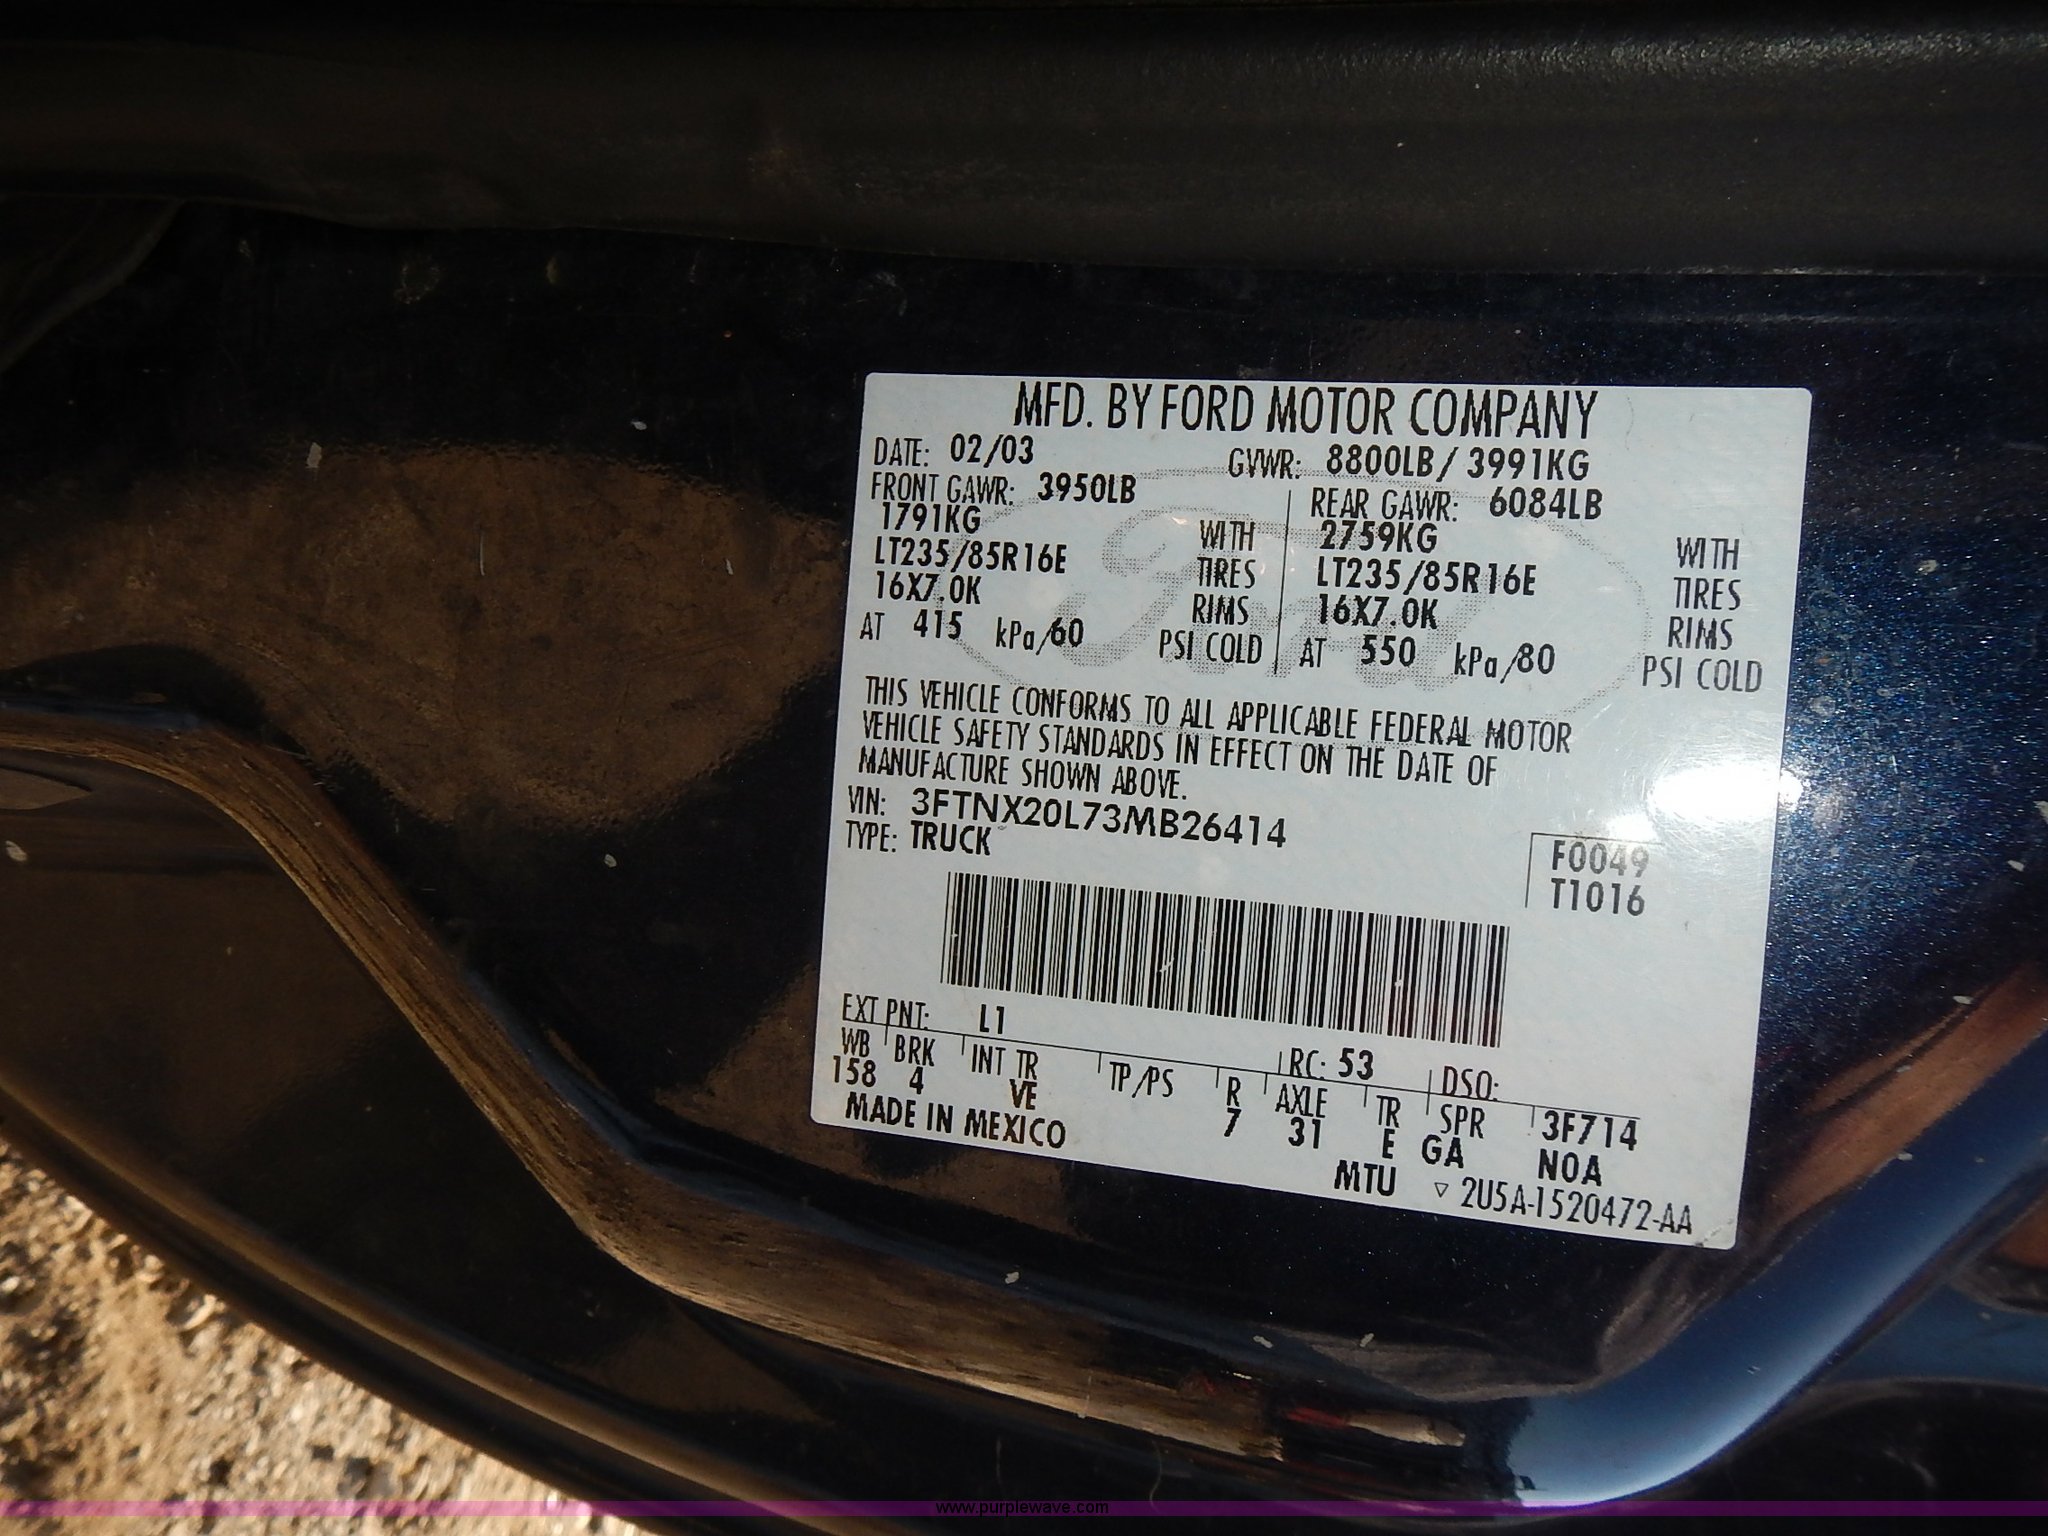 MFD. BY FORD MOTOR COMPANY
DATE: 02/03 GVWR: 8800LB/ 3991KG
FRONT GAWR: 3950LB REAR GAWR: 6084LB
1791KG WITH 2759KG WITH
LT235/85R16E TIRES LT235/85R16E TIRES
16X7.0K RIMS 16X7.0K RIMS
AT 415 kPa/60 PSI COLD AT 550 kPa/80 PSI COLD
THIS VEHICLE CONFORMS TO ALL APPLICABLE FEDERAL MOTOR
VEHICLE SAFETY STANDARDS IN EFFECT ON THE DATE OF
MANUFACTURE SHOWN ABOVE.
VIN: 3FTNX20L73MB26414
TYPE: TRUCK
F0049
T1016
EXT PNT: L1 RC: 53 DSO:
WB BRK INT TR TP/PS R AXLE TR SPR 3F714
158 4 VE 7 31 E GA N0A
MADE IN MEXICO MTU ▽ 2U5A-1520472-AA
Ford
www.purplewave.com